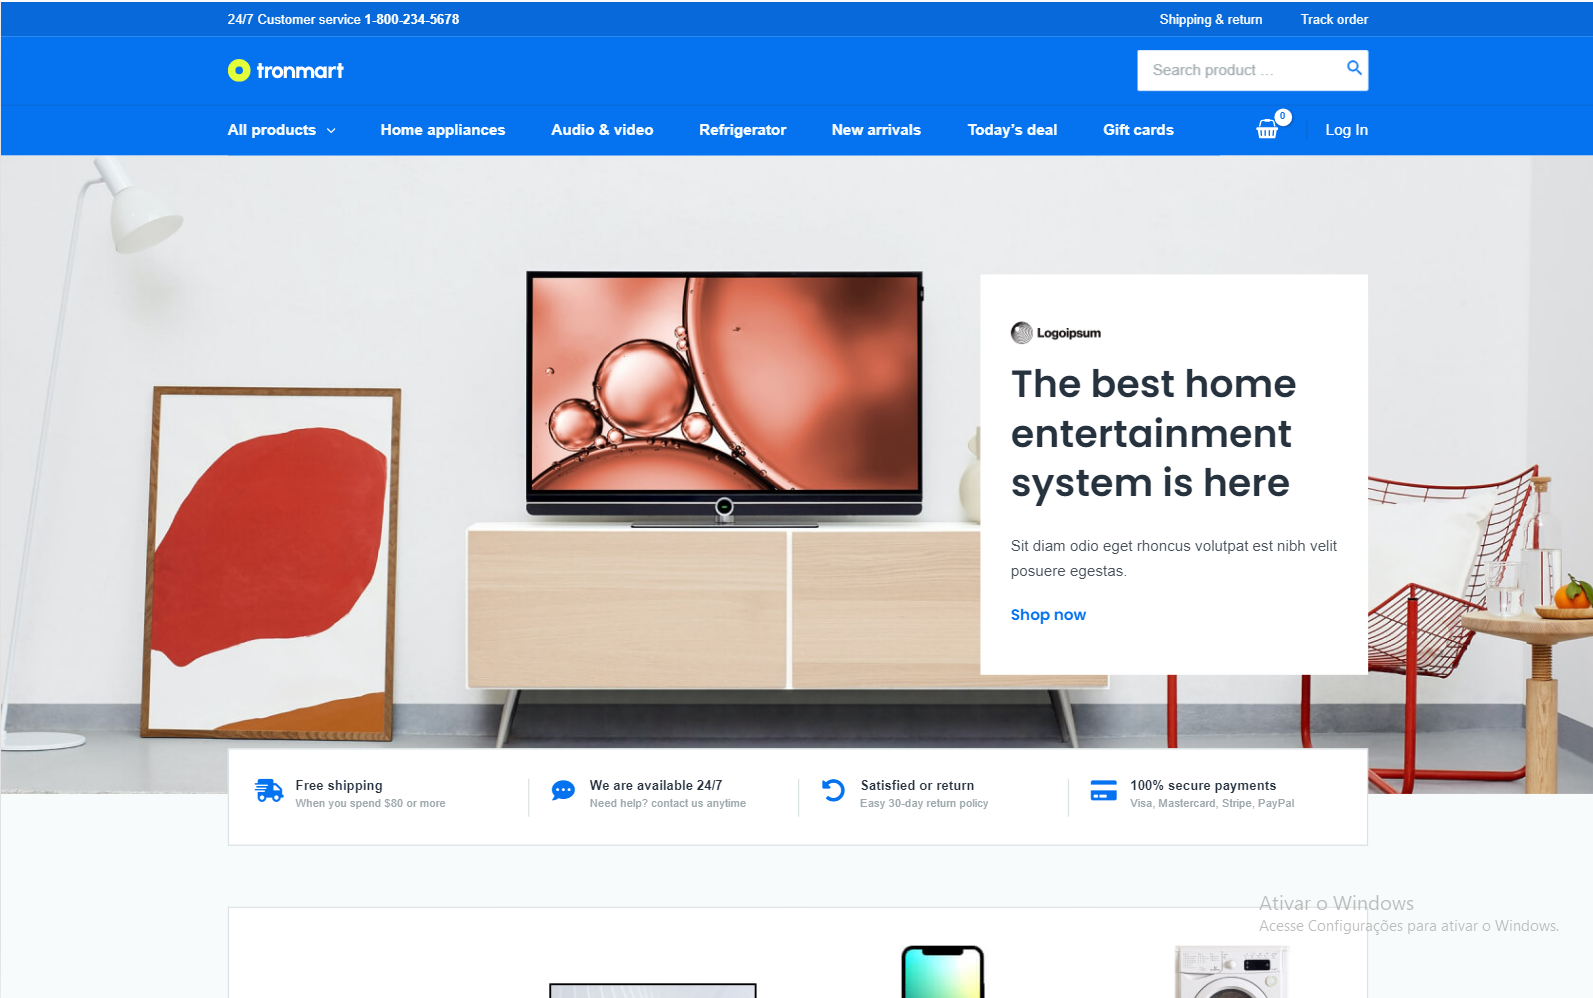 24/7 Customer service 1-800-234-5678
Shipping & return
Track order
tronmart
Search product ...
All products
Home appliances
Audio & video
Refrigerator
New arrivals
Today’s deal
Gift cards
0
Log In
Logoipsum
The best home
entertainment
system is here
Sit diam odio eget rhoncus volutpat est nibh velit
posuere egestas.
Shop now
Free shipping
When you spend $80 or more
We are available 24/7
Need help? contact us anytime
Satisfied or return
Easy 30-day return policy
100% secure payments
Visa, Mastercard, Stripe, PayPal
Ativar o Windows
Acesse Configurações para ativar o Windows.